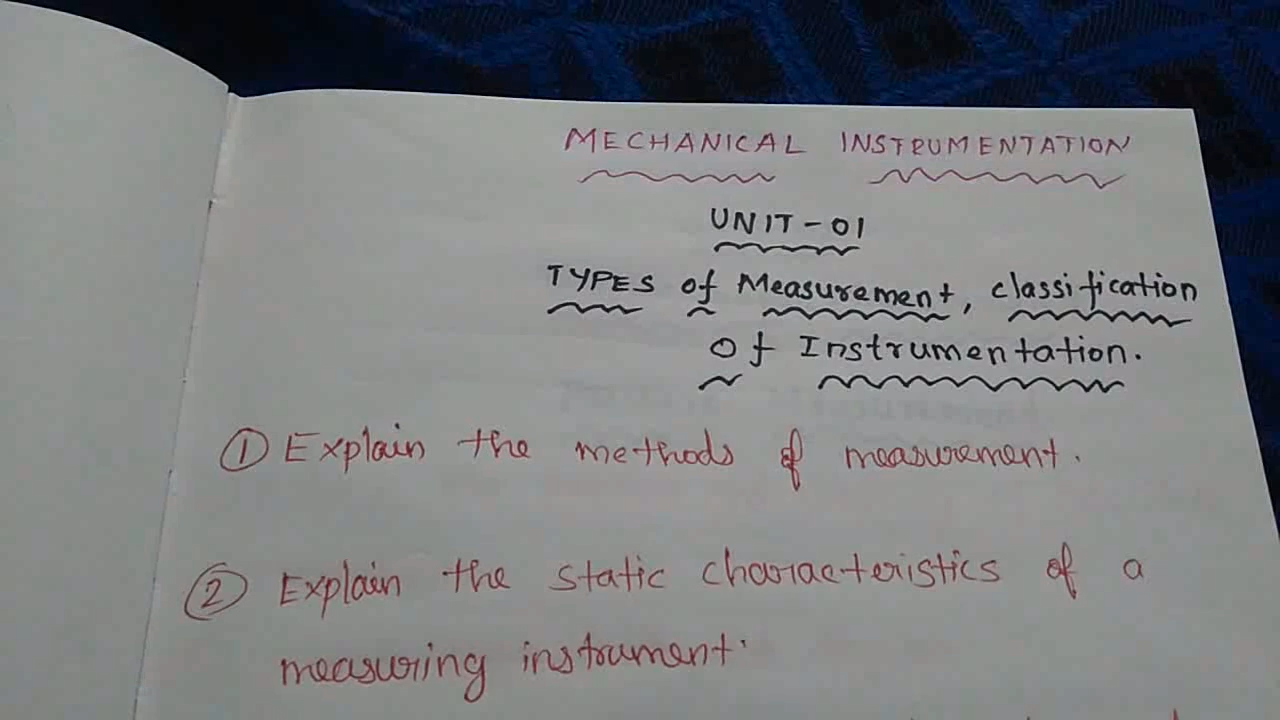 MECHANICAL INSTRUMENTATION
UNIT-01
TYPES of Measurement, classification
Of Instrumentation.
① Explain the methods of measurement.
② Explain the static characteristics of a
measuring instrument.